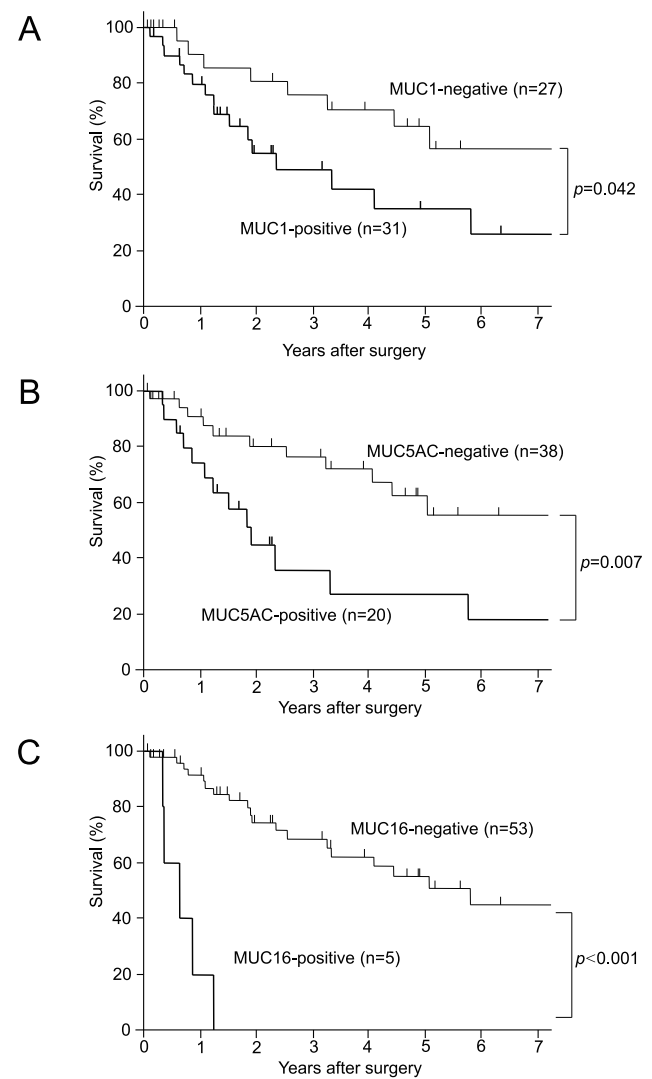 A
100
80
60
40
20
0
Survival (%)
MUC1-negative (n=27)
MUC1-positive (n=31)
p=0.042
0 1 2 3 4 5 6 7
Years after surgery
B
100
80
60
40
20
0
Survival (%)
MUC5AC-negative (n=38)
MUC5AC-positive (n=20)
p=0.007
0 1 2 3 4 5 6 7
Years after surgery
C
100
80
60
40
20
0
Survival (%)
MUC16-negative (n=53)
MUC16-positive (n=5)
p<0.001
0 1 2 3 4 5 6 7
Years after surgery